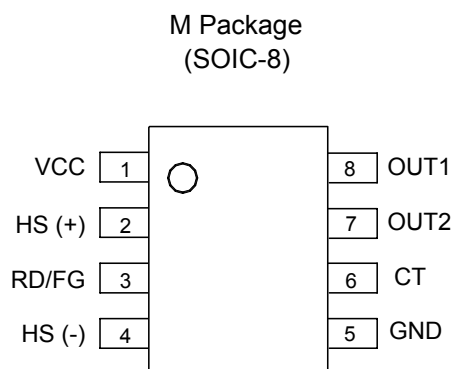 M Package
(SOIC-8)
VCC 1 8 OUT1
HS (+) 2 7 OUT2
RD/FG 3 6 CT
HS (-) 4 5 GND